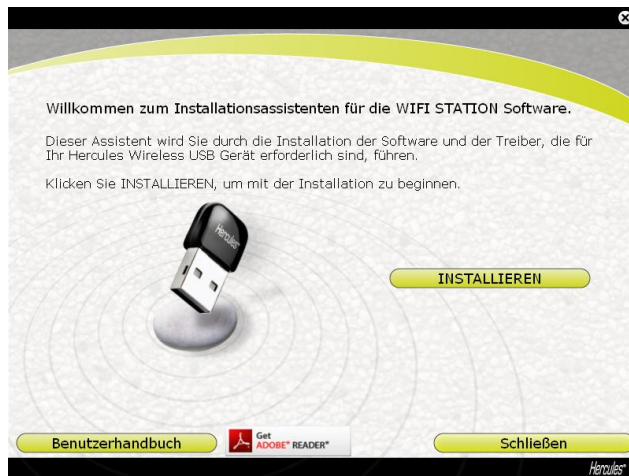 Willkommen zum Installationsassistenten für die WIFI STATION Software.
Dieser Assistent wird Sie durch die Installation der Software und der Treiber, die für
Ihr Hercules Wireless USB Gerät erforderlich sind, führen.
Klicken Sie INSTALLIEREN, um mit der Installation zu beginnen.
Hercules®
INSTALLIEREN
Benutzerhandbuch
Get
ADOBE® READER®
Schließen
Hercules®